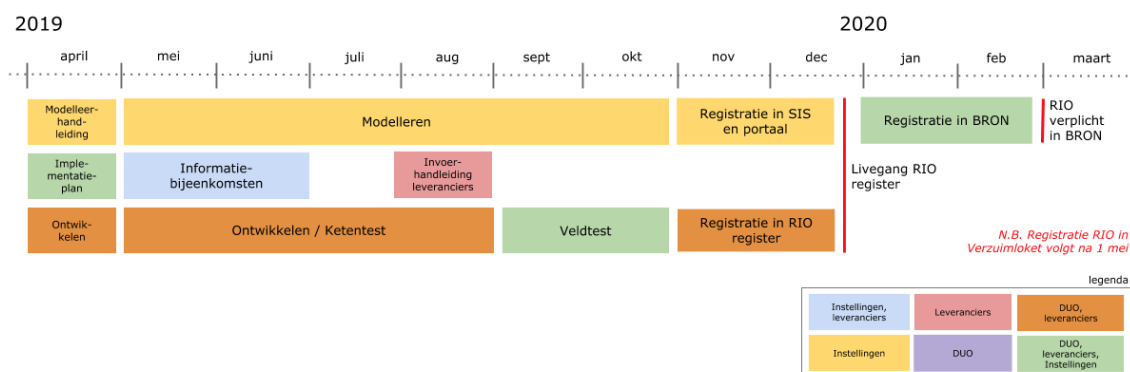 2019
2020
april
mei
juni
juli
aug
sept
okt
nov
dec
jan
feb
maart
Modelleer-
hand-
leiding
Modelleren
Registratie in SIS
en portaal
Registratie in BRON
RIO
verplicht
in BRON
Imple-
mentatie-
plan
Informatie-
bijeenkomsten
Invoer-
handleiding
leveranciers
Livegang RIO
register
Ontwik-
kelen
Ontwikkelen / Ketentest
Veldtest
Registratie in RIO
register
N.B. Registratie RIO in
Verzuimloket volgt na 1 mei
legenda
Instellingen,
leveranciers
Leveranciers
DUO,
leveranciers
Instellingen
DUO
DUO,
leveranciers,
Instellingen